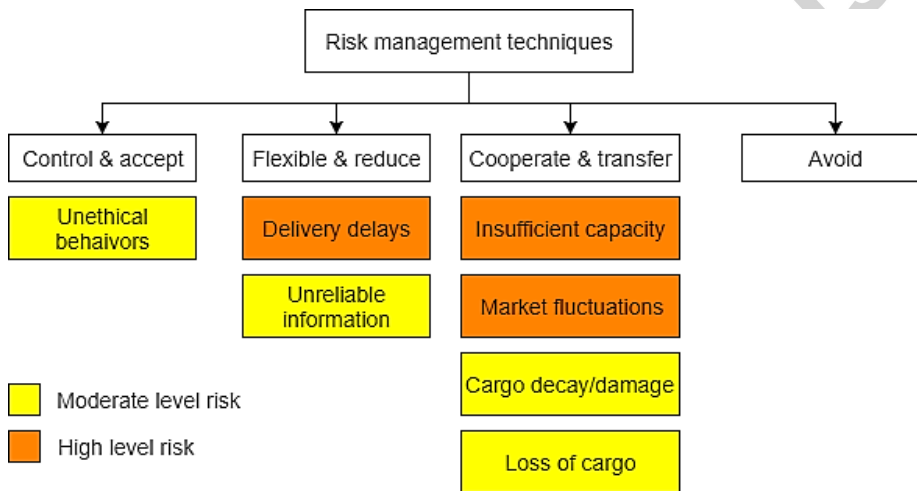 Risk management techniques
Control & accept
Flexible & reduce
Cooperate & transfer
Avoid
Unethical
behaivors
Delivery delays
Insufficient capacity
Unreliable
information
Market fluctuations
Cargo decay/damage
Loss of cargo
Moderate level risk
High level risk